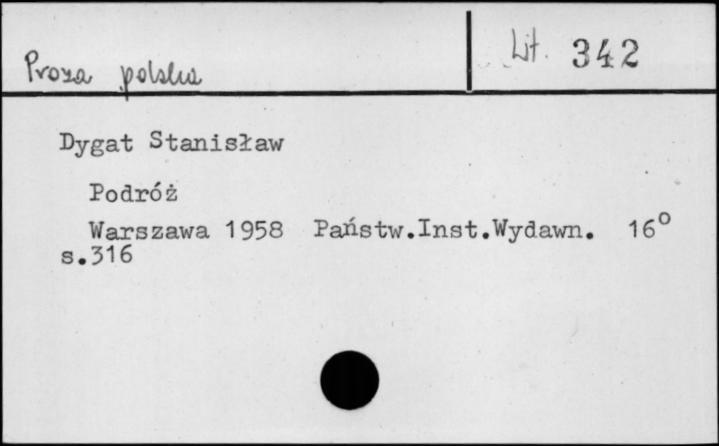 Proza polska
Lit. 342
Dygat Stanisław
Podróż
Warszawa 1958 Państw.Inst.Wydawn. 16°
s.316